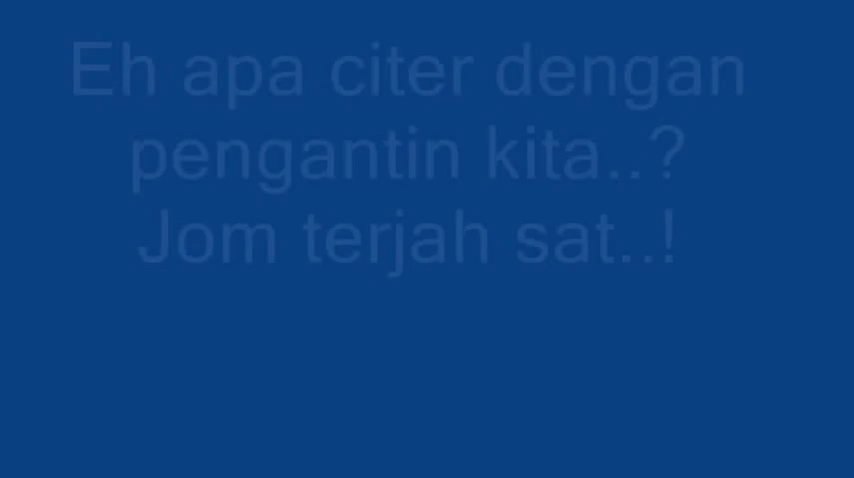 Eh apa citer dengan
pengantin kita..?
Jom terjah sat..!